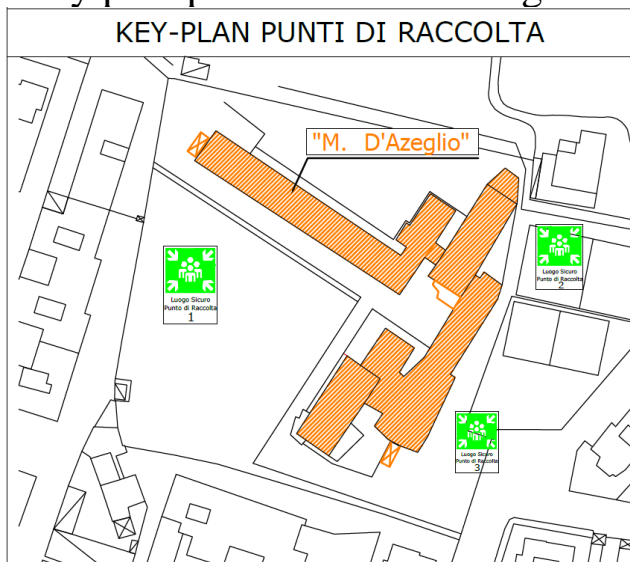 KEY-PLAN PUNTI DI RACCOLTA
"M. D'Azeglio"
Luogo Sicuro
Punto di Raccolta
1
Luogo Sicuro
Punto di Raccolta
2
Luogo Sicuro
Punto di Raccolta
3